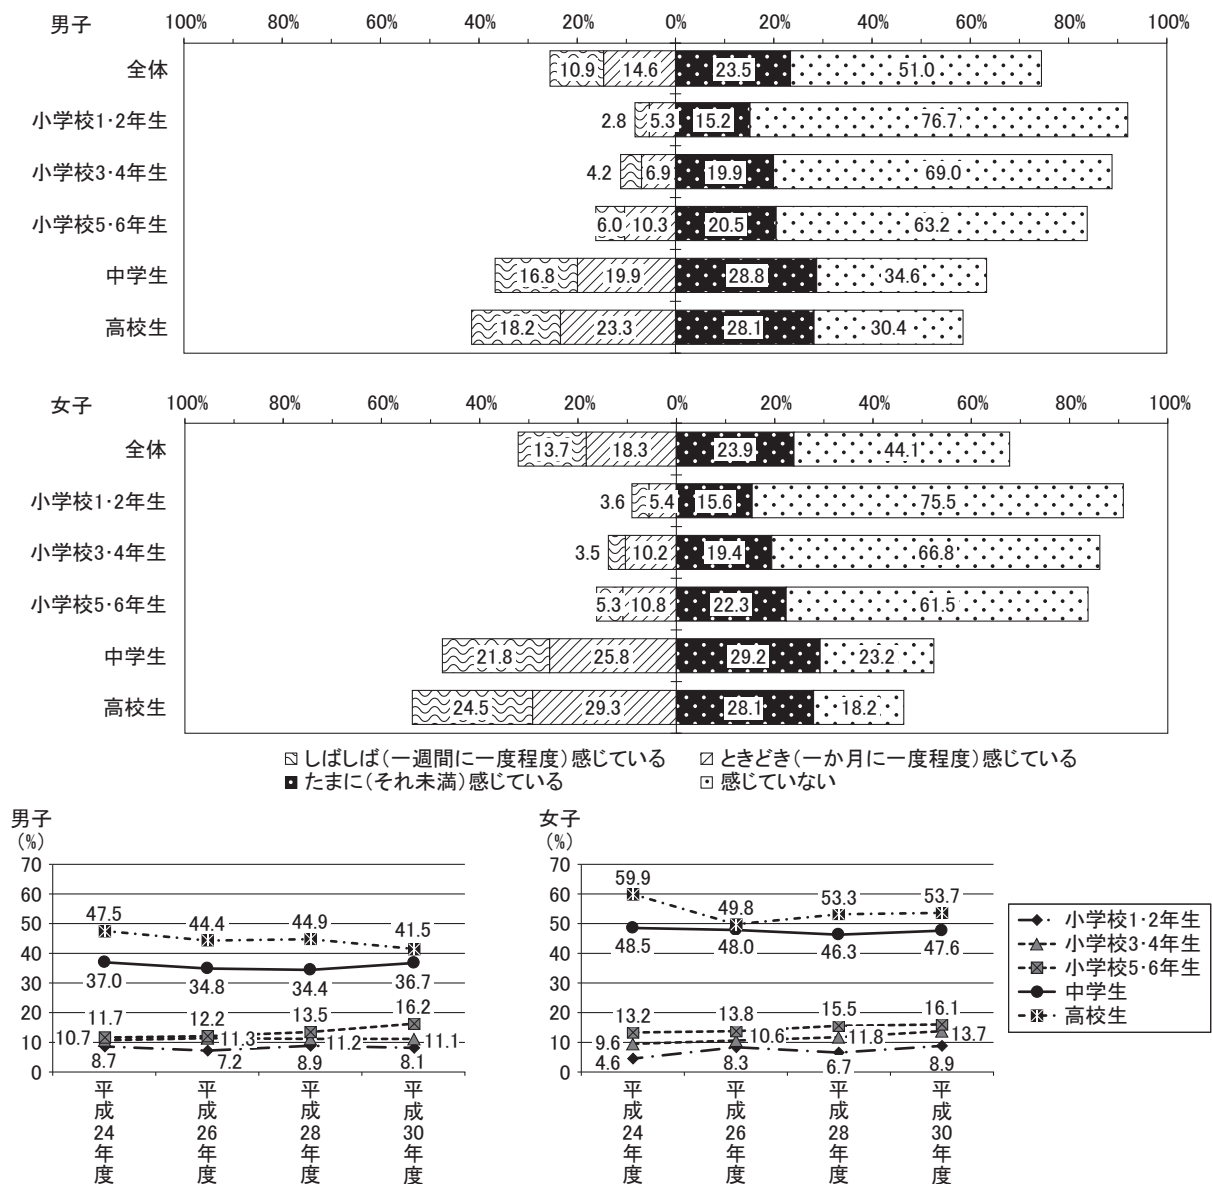 男子
100% 80% 60% 40% 20% 0% 20% 40% 60% 80% 100%
全体 10.9 14.6 23.5 51.0
小学校1・2年生 2.8 5.3 15.2 76.7
小学校3・4年生 4.2 6.9 19.9 69.0
小学校5・6年生 6.0 10.3 20.5 63.2
中学生 16.8 19.9 28.8 34.6
高校生 18.2 23.3 28.1 30.4
女子
100% 80% 60% 40% 20% 0% 20% 40% 60% 80% 100%
全体 13.7 18.3 23.9 44.1
小学校1・2年生 3.6 5.4 15.6 75.5
小学校3・4年生 3.5 10.2 19.4 66.8
小学校5・6年生 5.3 10.8 22.3 61.5
中学生 21.8 25.8 29.2 23.2
高校生 24.5 29.3 28.1 18.2
しばしば(一週間に一度程度)感じている ときどき(一か月に一度程度)感じている
たまに(それ未満)感じている 感じていない
男子
(%)
70
60
50
40
30
20
10
0
47.5 44.4 44.9 41.5
37.0 34.8 34.4 36.7
11.7 12.2 13.5 16.2
10.7 11.3 11.2 11.1
8.7 7.2 8.9 8.1
平成24年度
平成26年度
平成28年度
平成30年度
女子
(%)
70
60
50
40
30
20
10
0
59.9 49.8 53.3 53.7
48.5 48.0 46.3 47.6
13.2 13.8 15.5 16.1
9.6 10.6 11.8 13.7
4.6 8.3 6.7 8.9
平成24年度
平成26年度
平成28年度
平成30年度
小学校1・2年生
小学校3・4年生
小学校5・6年生
中学生
高校生